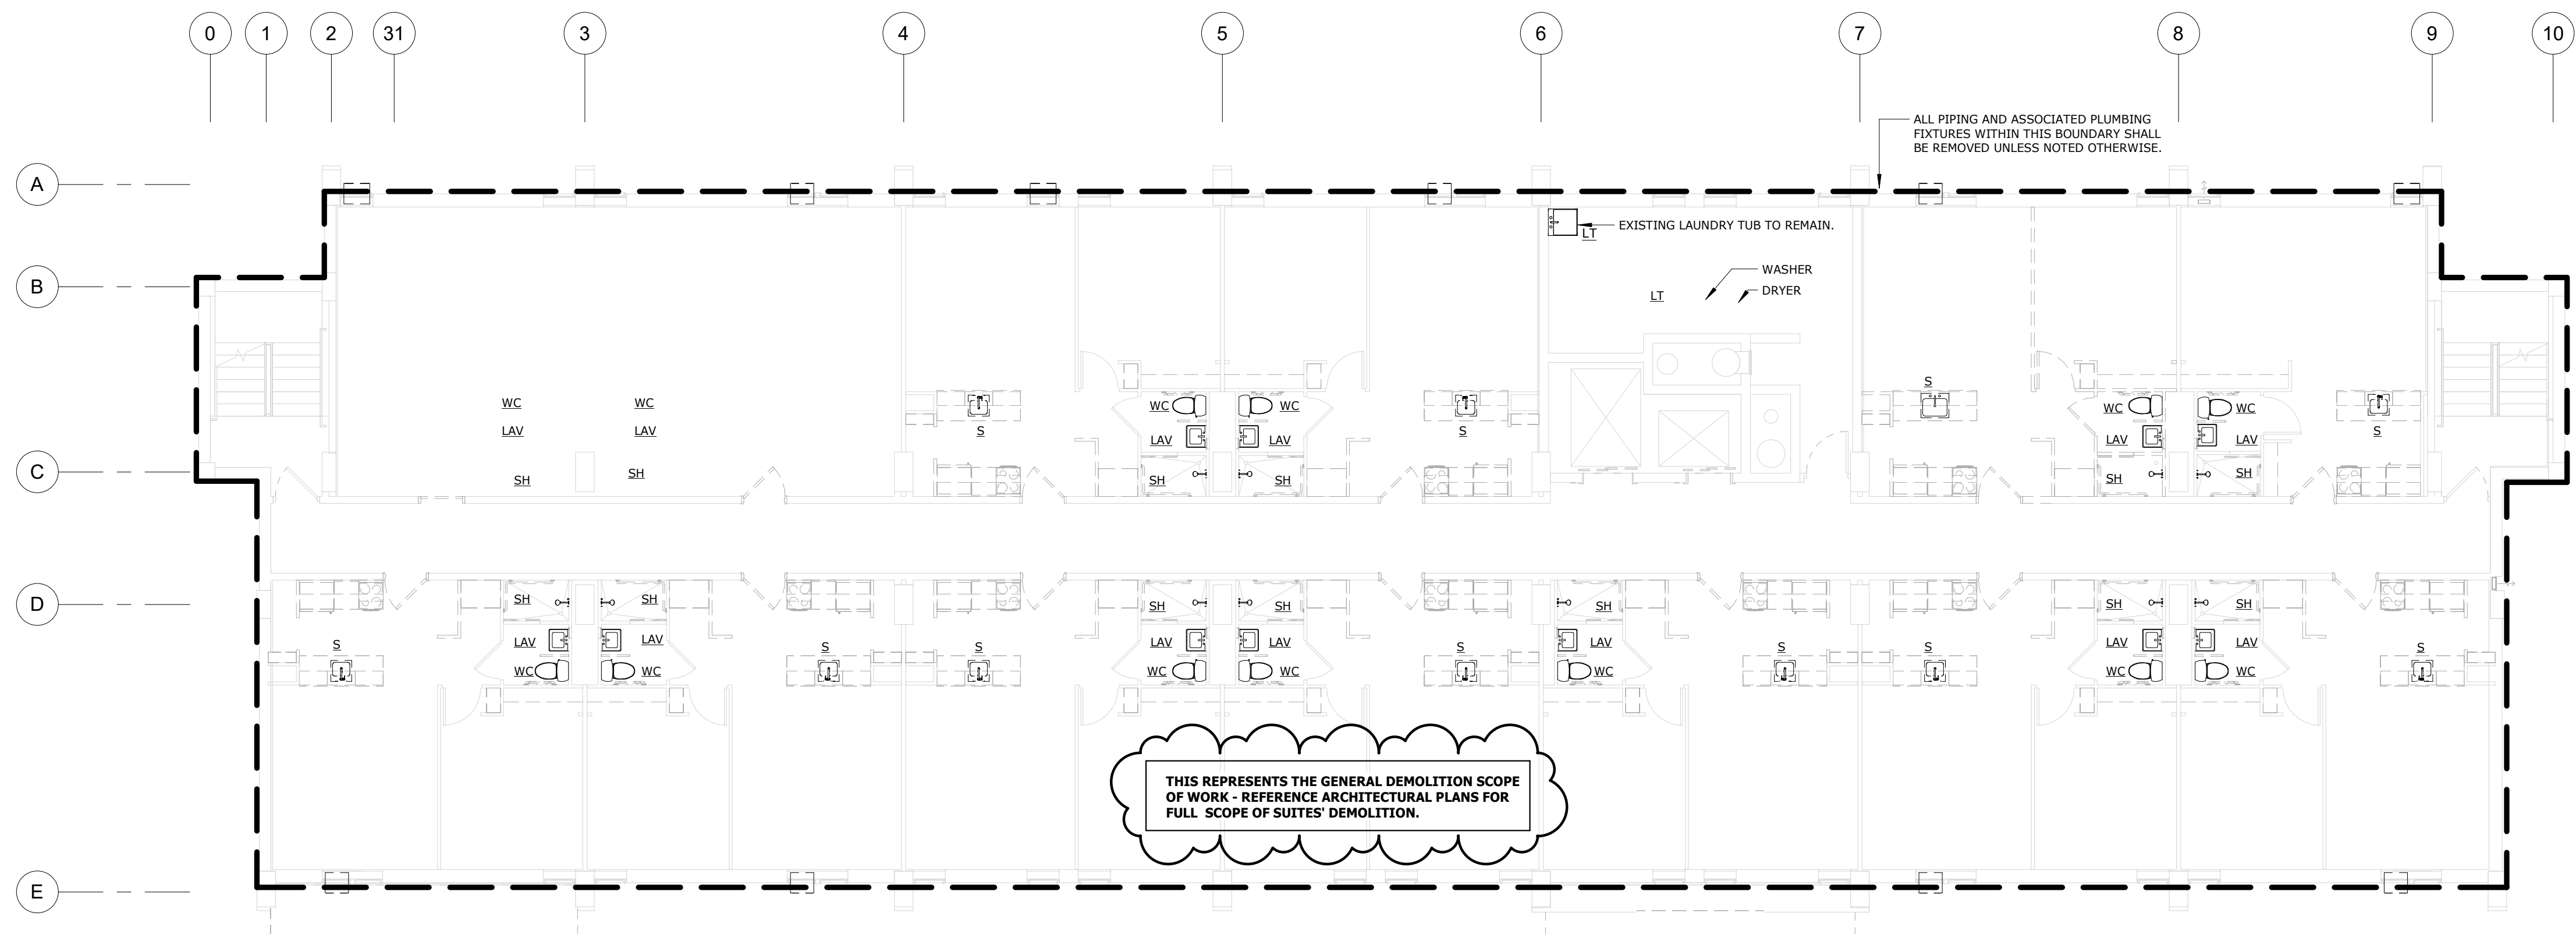 0 1 2 31 3 4 5 6 7 8 9 10
ALL PIPING AND ASSOCIATED PLUMBING
FIXTURES WITHIN THIS BOUNDARY SHALL
BE REMOVED UNLESS NOTED OTHERWISE.
A
EXISTING LAUNDRY TUB TO REMAIN.
LT
WASHER
B
DRYER
LT
S
WC WC WC WC WC WC
LAV LAV S LAV LAV S LAV LAV S
C
SH SH SH SH SH SH
D
SH SH SH SH SH SH SH
S LAV LAV S S LAV LAV S LAV S S LAV LAV S
WC WC WC WC WC WC WC
THIS REPRESENTS THE GENERAL DEMOLITION SCOPE
OF WORK - REFERENCE ARCHITECTURAL PLANS FOR
FULL SCOPE OF SUITES' DEMOLITION.
E